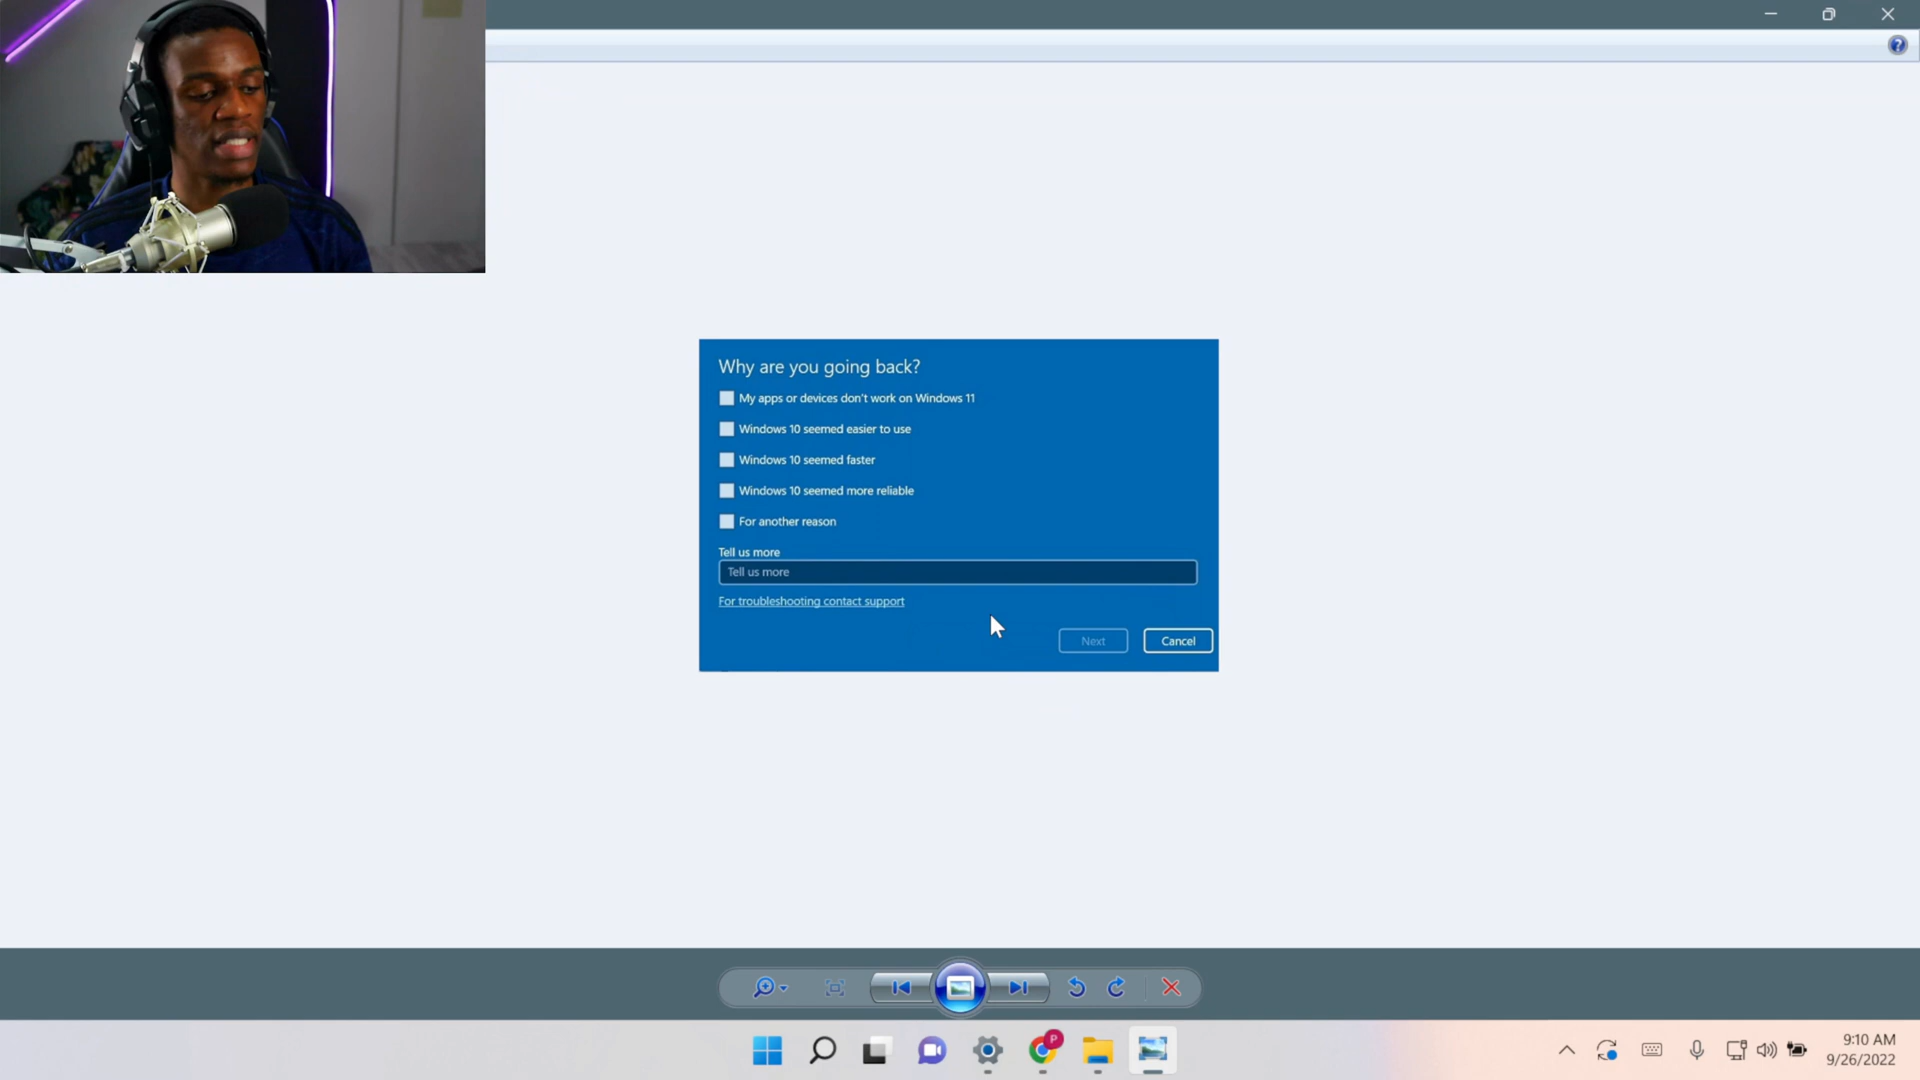 Why are you going back?
My apps or devices don't work on Windows 11
Windows 10 seemed easier to use
Windows 10 seemed faster
Windows 10 seemed more reliable
For another reason
Tell us more
Tell us more
For troubleshooting contact support
Next
Cancel
P
9:10 AM
9/26/2022